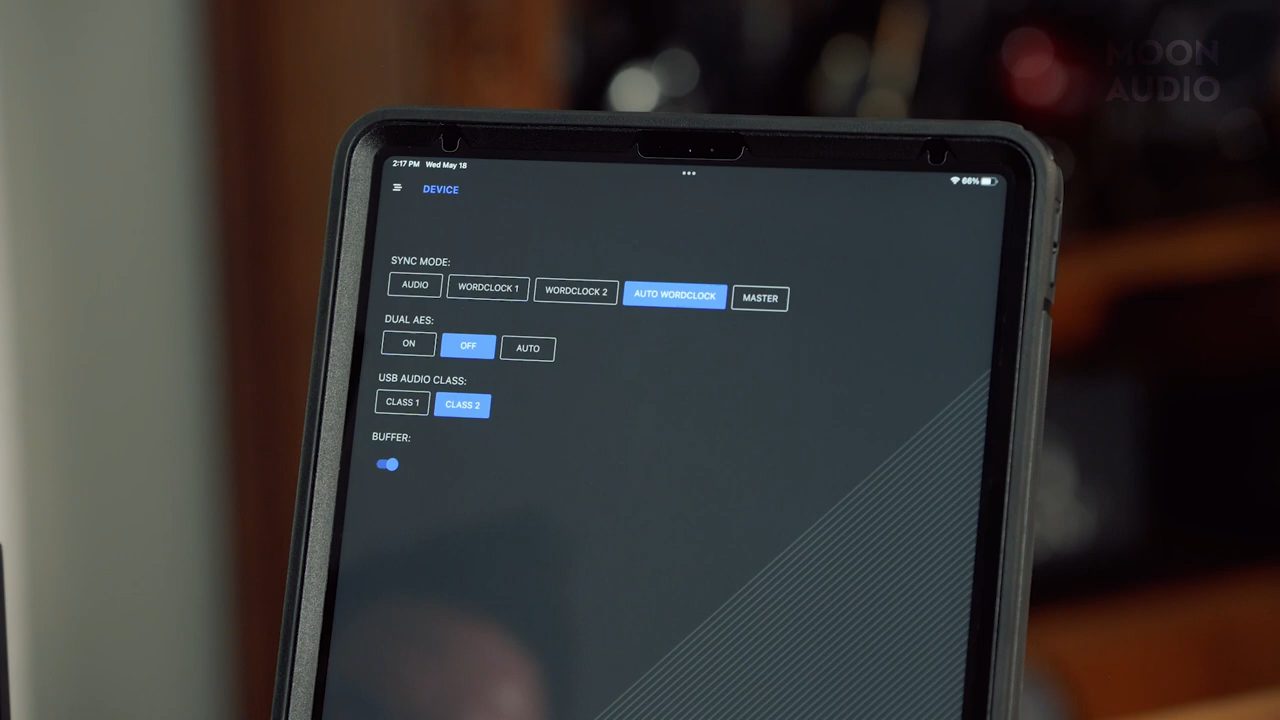 MOON
AUDIO
2:17 PM Wed May 18
66%
DEVICE
SYNC MODE:
AUDIO WORDCLOCK 1 WORDCLOCK 2 AUTO WORDCLOCK MASTER
DUAL AES:
ON OFF AUTO
USB AUDIO CLASS:
CLASS 1 CLASS 2
BUFFER: